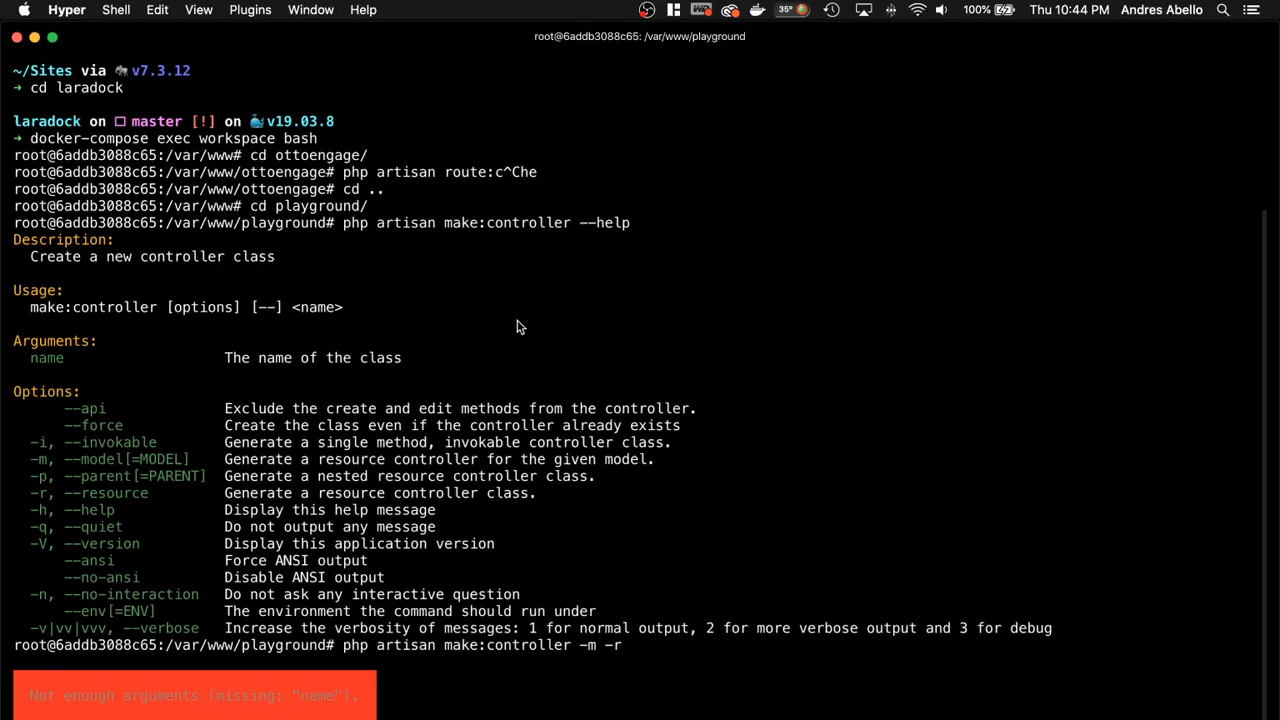 Hyper Shell Edit View Plugins Window Help 35° 100% Thu 10:44 PM Andres Abello
root@6addb3088c65: /var/www/playground
~/Sites via 🐘 v7.3.12
➜ cd laradock
laradock on □ master [!] on 🐳 v19.03.8
➜ docker-compose exec workspace bash
root@6addb3088c65:/var/www# cd ottoengage/
root@6addb3088c65:/var/www/ottoengage# php artisan route:c^Che
root@6addb3088c65:/var/www/ottoengage# cd ..
root@6addb3088c65:/var/www# cd playground/
root@6addb3088c65:/var/www/playground# php artisan make:controller --help
Description:
Create a new controller class
Usage:
make:controller [options] [--] <name>
Arguments:
name The name of the class
Options:
--api Exclude the create and edit methods from the controller.
--force Create the class even if the controller already exists
-i, --invokable Generate a single method, invokable controller class.
-m, --model[=MODEL] Generate a resource controller for the given model.
-p, --parent[=PARENT] Generate a nested resource controller class.
-r, --resource Generate a resource controller class.
-h, --help Display this help message
-q, --quiet Do not output any message
-V, --version Display this application version
--ansi Force ANSI output
--no-ansi Disable ANSI output
-n, --no-interaction Do not ask any interactive question
--env[=ENV] The environment the command should run under
-v|vv|vvv, --verbose Increase the verbosity of messages: 1 for normal output, 2 for more verbose output and 3 for debug
root@6addb3088c65:/var/www/playground# php artisan make:controller -m -r
Not enough arguments (missing: "name").